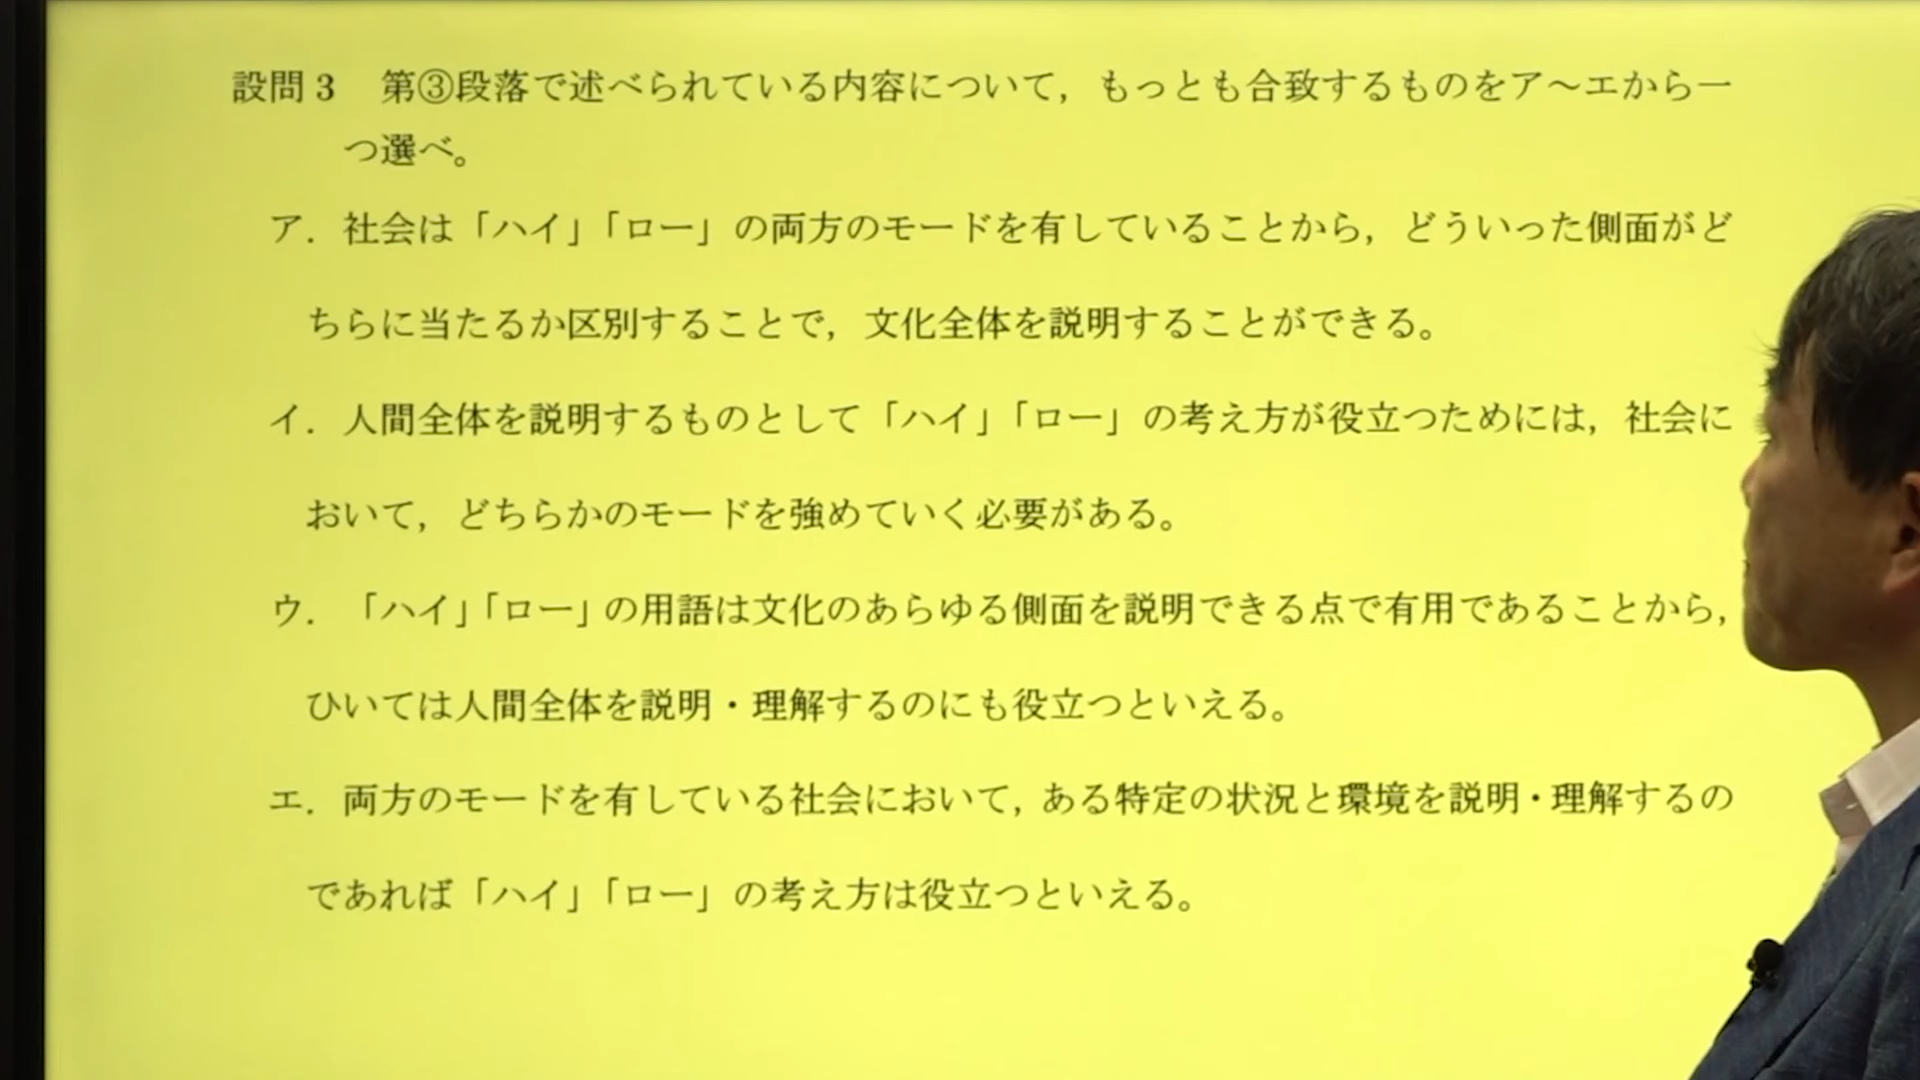 設問3 第③段落で述べられている内容について，もっとも合致するものをア～エから一
つ選べ。
ア．社会は「ハイ」「ロー」の両方のモードを有していることから，どういった側面がど
ちらに当たるか区別することで，文化全体を説明することができる。
イ．人間全体を説明するものとして「ハイ」「ロー」の考え方が役立つためには，社会に
おいて，どちらかのモードを強めていく必要がある。
ウ．「ハイ」「ロー」の用語は文化のあらゆる側面を説明できる点で有用であることから，
ひいては人間全体を説明・理解するのにも役立つといえる。
エ．両方のモードを有している社会において，ある特定の状況と環境を説明・理解するの
であれば「ハイ」「ロー」の考え方は役立つといえる。